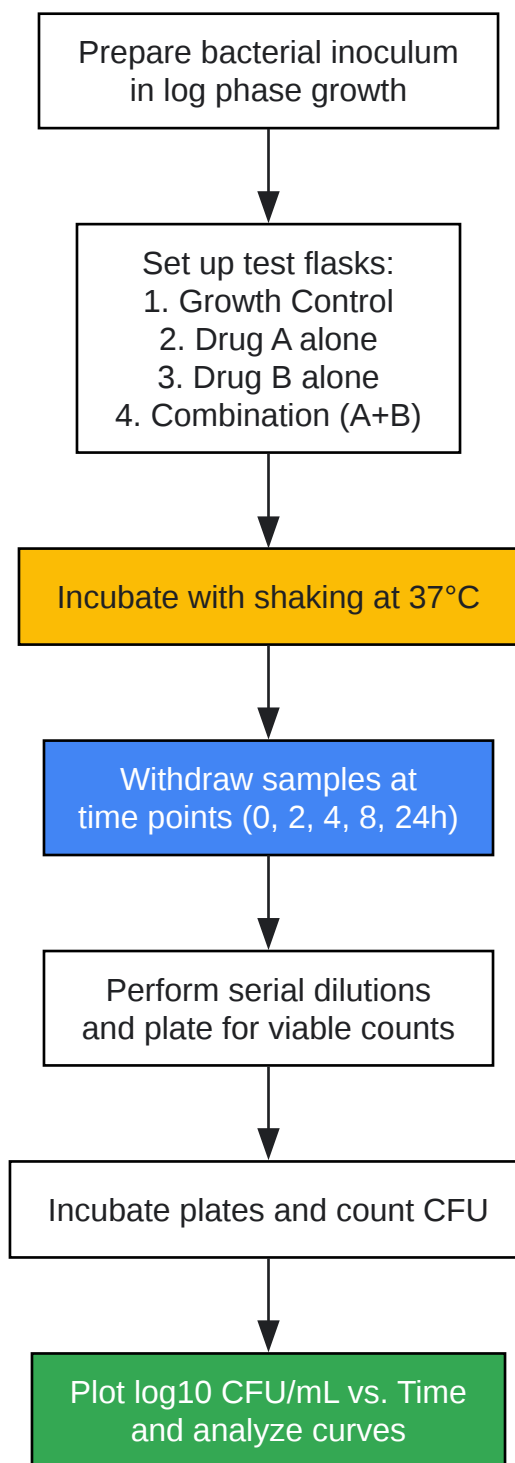 Prepare bacterial inoculum
in log phase growth
Set up test flasks:
1. Growth Control
2. Drug A alone
3. Drug B alone
4. Combination (A+B)
Incubate with shaking at 37°C
Withdraw samples at
time points (0, 2, 4, 8, 24h)
Perform serial dilutions
and plate for viable counts
Incubate plates and count CFU
Plot log10 CFU/mL vs. Time
and analyze curves